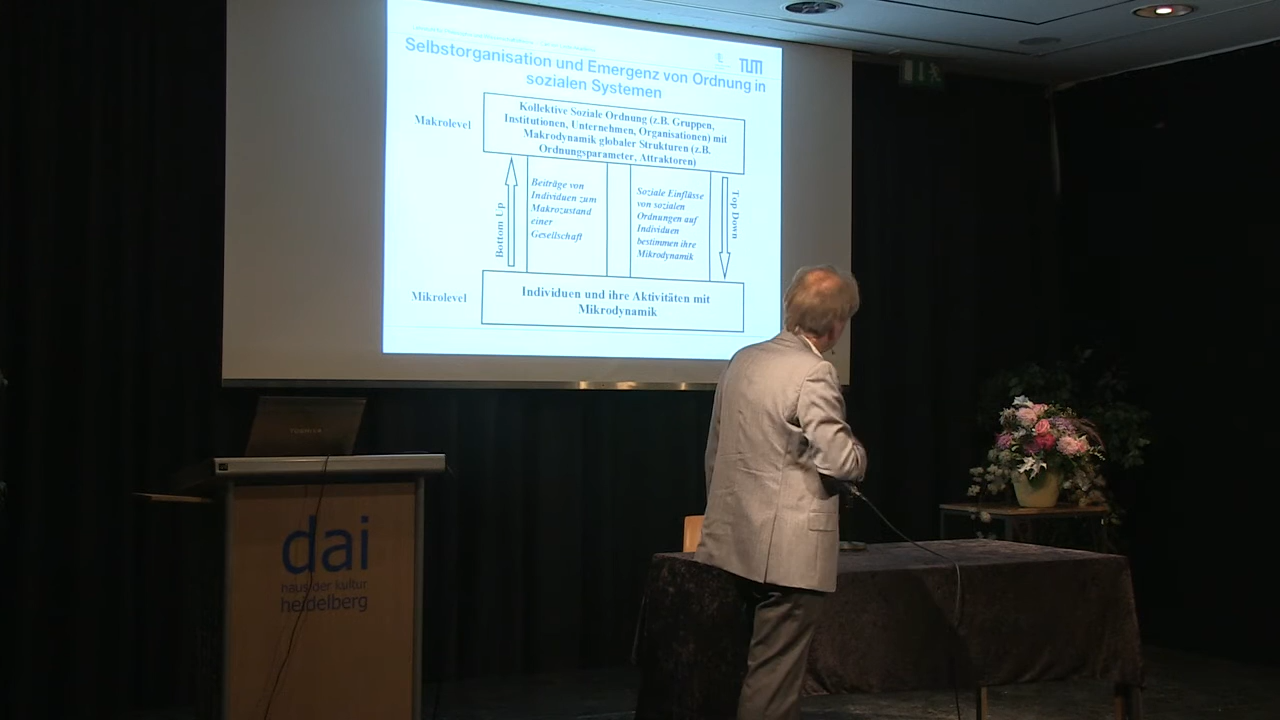 TUM
Selbstorganisation und Emergenz von Ordnung in
sozialen Systemen
Makrolevel
Kollektive Soziale Ordnung (z.B. Gruppen,
Institutionen, Unternehmen, Organisationen) mit
Makrodynamik globaler Strukturen (z.B.
Ordnungsparameter, Attraktoren)
Bottom Up
Beiträge von
Individuen zum
Makrozustand
einer
Gesellschaft
Soziale Einflüsse
von sozialen
Ordnungen auf
Individuen
bestimmen ihre
Mikrodynamik
Top Down
Mikrolevel
Individuen und ihre Aktivitäten mit
Mikrodynamik
TOSHIBA
dai
haus der kultur
heidelberg